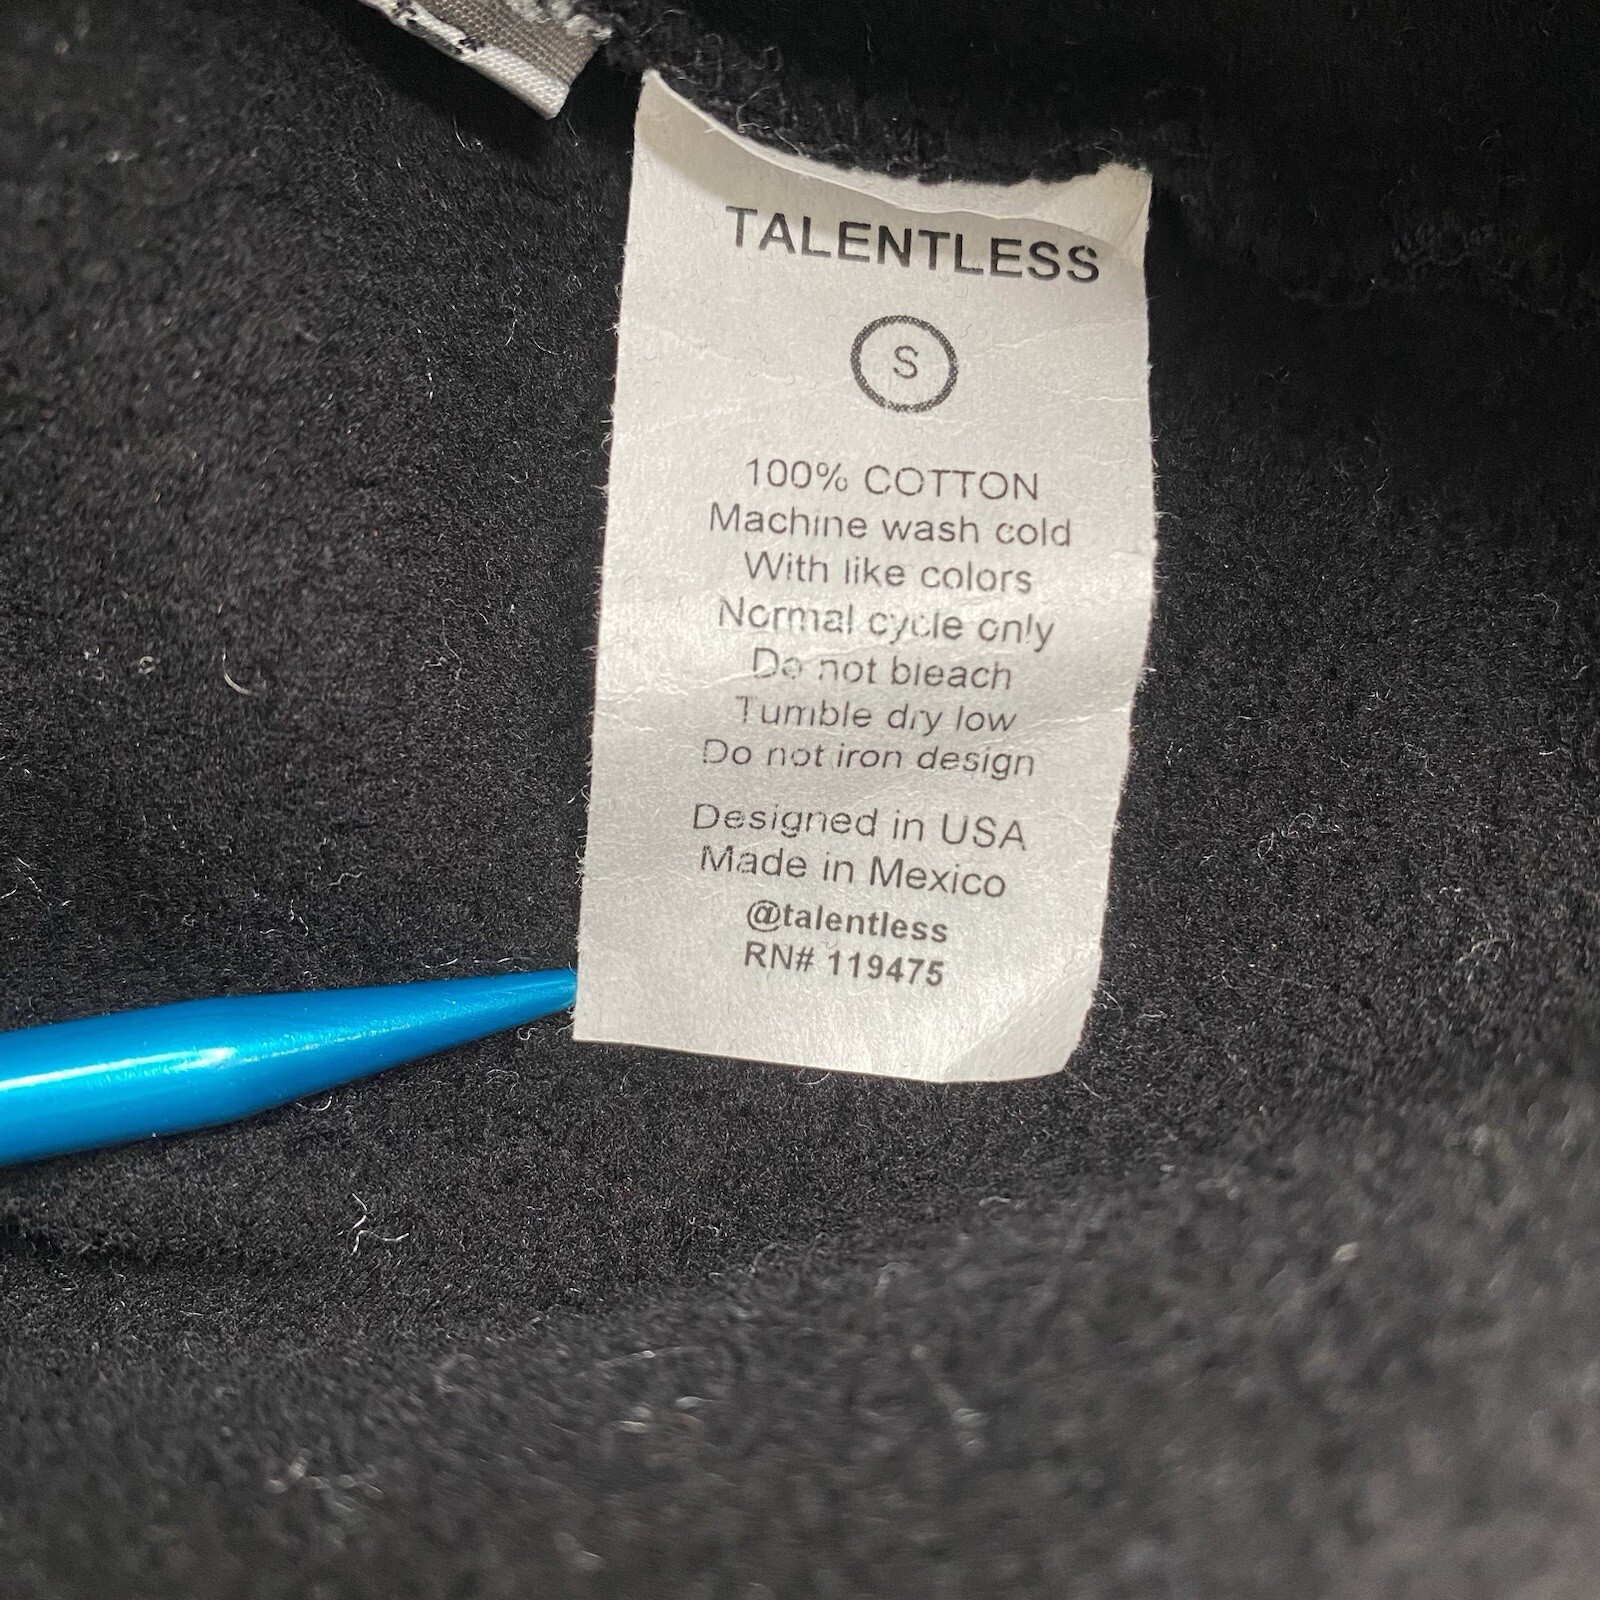 TALENTLESS
S
100% COTTON
Machine wash cold
With like colors
Normal cycle only
Do not bleach
Tumble dry low
Do not iron design
Designed in USA
Made in Mexico
@talentless
RN# 119475